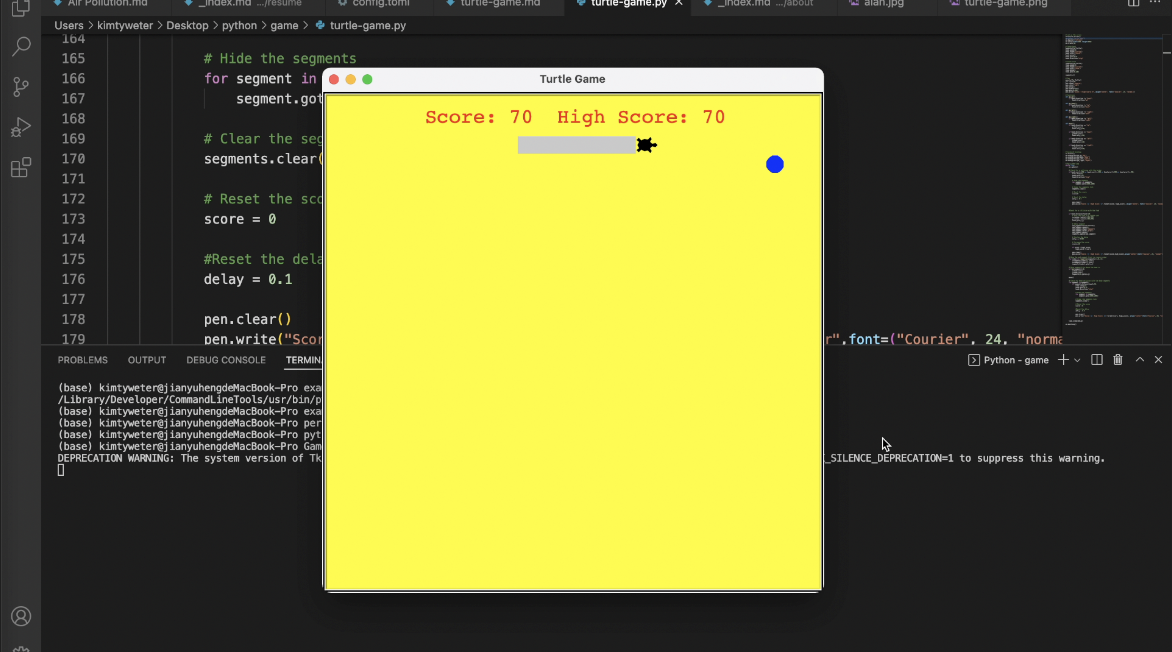 Air Pollution.md
_index.md .../resume
config.toml
turtle-game.md
turtle-game.py
_index.md .../about
alan.jpg
turtle-game.png
Users > kimtyweter > Desktop > python > game > turtle-game.py
164
165 # Hide the segments
166 for segment in
167 segment.got
168
169 # Clear the seg
170 segments.clear(
171
172 # Reset the sco
173 score = 0
174
175 #Reset the dela
176 delay = 0.1
177
178 pen.clear()
179 pen.write("Scor r",font=("Courier", 24, "norma
Turtle Game
Score: 70 High Score: 70
PROBLEMS OUTPUT DEBUG CONSOLE TERMIN
Python - game
(base) kimtyweter@jianyuhengdeMacBook-Pro exa
/Library/Developer/CommandLineTools/usr/bin/p
(base) kimtyweter@jianyuhengdeMacBook-Pro exa
(base) kimtyweter@jianyuhengdeMacBook-Pro per
(base) kimtyweter@jianyuhengdeMacBook-Pro pyt
(base) kimtyweter@jianyuhengdeMacBook-Pro Gam
DEPRECATION WARNING: The system version of Tk _SILENCE_DEPRECATION=1 to suppress this warning.